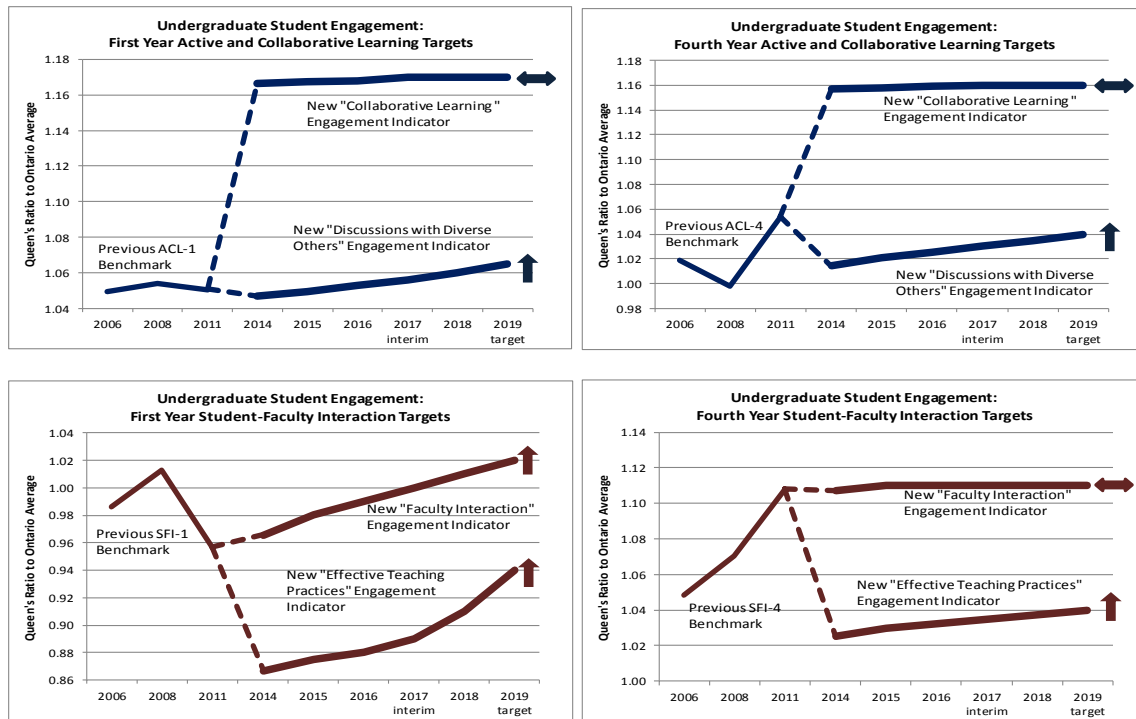 Undergraduate Student Engagement:
First Year Active and Collaborative Learning Targets
Queen's Ratio to Ontario Average
1.18
1.16
1.14
1.12
1.10
1.08
1.06
1.04
New "Collaborative Learning "
Engagement Indicator
Previous ACL-1
Benchmark
New "Discussions with Diverse
Others" Engagement Indicator
2006 2008 2011 2014 2015 2016 2017 2018 2019
interim target
Undergraduate Student Engagement:
Fourth Year Active and Collaborative Learning Targets
Queen's Ratio to Ontario Average
1.18
1.16
1.14
1.12
1.10
1.08
1.06
1.04
1.02
1.00
0.98
New "Collaborative Learning "
Engagement Indicator
Previous ACL-4
Benchmark
New "Discussions with Diverse
Others" Engagement Indicator
2006 2008 2011 2014 2015 2016 2017 2018 2019
interim target
Undergraduate Student Engagement:
First Year Student-Faculty Interaction Targets
Queen's Ratio to Ontario Average
1.04
1.02
1.00
0.98
0.96
0.94
0.92
0.90
0.88
0.86
Previous SFI-1
Benchmark
New "Faculty Interaction"
Engagement Indicator
New "Effective Teaching
Practices" Engagement
Indicator
2006 2008 2011 2014 2015 2016 2017 2018 2019
interim target
Undergraduate Student Engagement:
Fourth Year Student-Faculty Interaction Targets
Queen's Ratio to Ontario Average
1.14
1.12
1.10
1.08
1.06
1.04
1.02
1.00
New "Faculty Interaction"
Engagement Indicator
Previous SFI-4
Benchmark
New "Effective Teaching Practices"
Engagement Indicator
2006 2008 2011 2014 2015 2016 2017 2018 2019
interim target